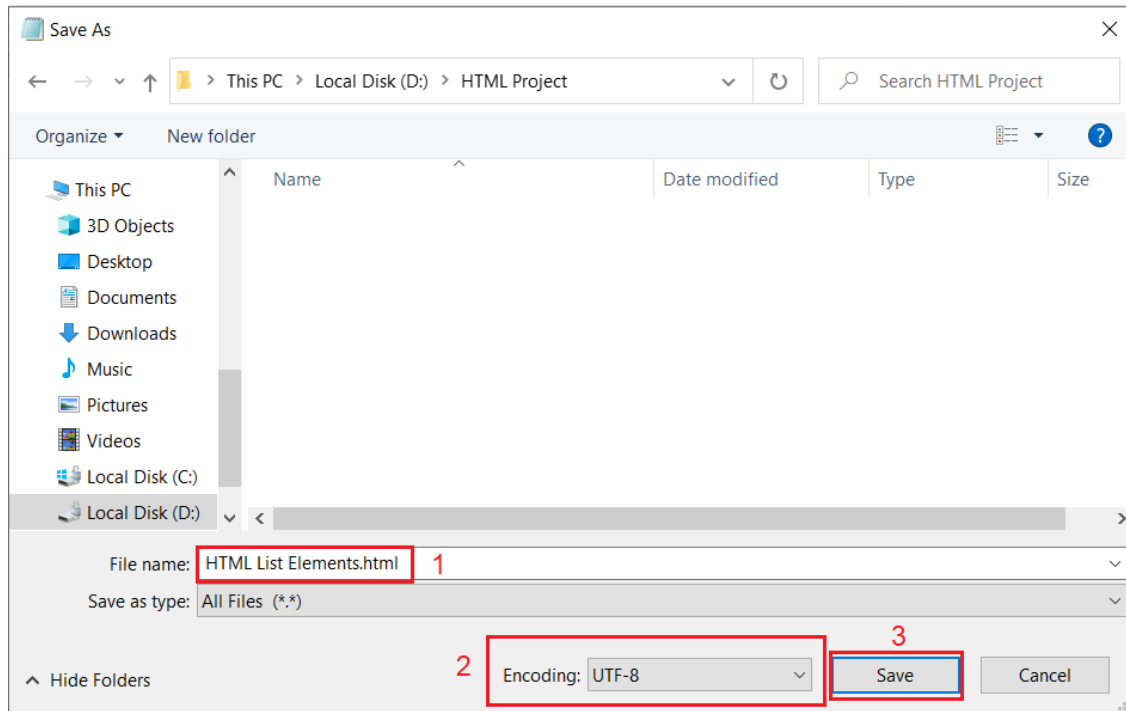 Save As
This PC > Local Disk (D:) > HTML Project
Search HTML Project
Organize
New folder
?
Name
Date modified
Type
Size
This PC
3D Objects
Desktop
Documents
Downloads
Music
Pictures
Videos
Local Disk (C:)
Local Disk (D:)
File name: HTML List Elements.html 1
Save as type: All Files (*.*)
3
2 Encoding: UTF-8
Save
Cancel
Hide Folders